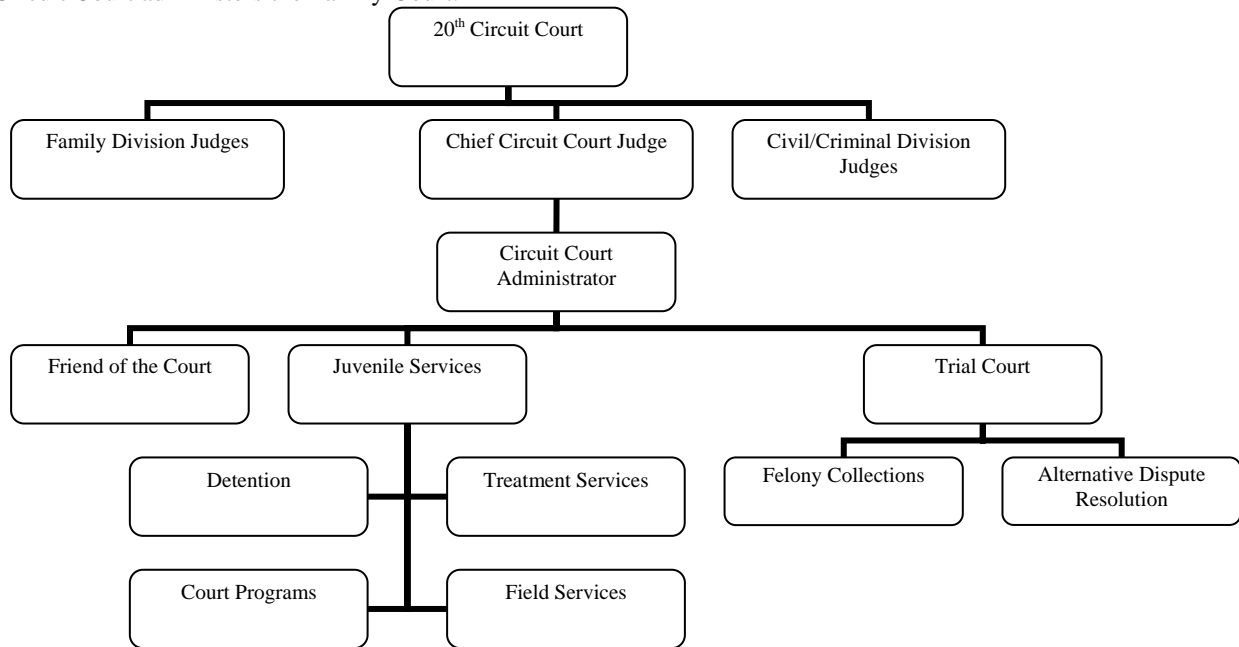 20th Circuit Court
Family Division Judges
Chief Circuit Court Judge
Civil/Criminal Division
Judges
Circuit Court
Administrator
Friend of the Court
Juvenile Services
Trial Court
Detention
Treatment Services
Felony Collections
Alternative Dispute
Resolution
Court Programs
Field Services